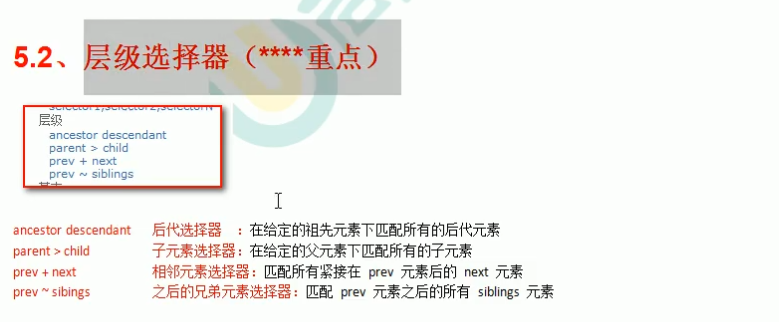 5.2、层级选择器（****重点）
selector1,selector2,selectorN
层级
ancestor descendant
parent > child
prev + next
prev ~ siblings
基本
ancestor descendant 后代选择器 ：在给定的祖先元素下匹配所有的后代元素
parent > child 子元素选择器：在给定的父元素下匹配所有的子元素
prev + next 相邻元素选择器：匹配所有紧接在 prev 元素后的 next 元素
prev ~ sibings 之后的兄弟元素选择器：匹配 prev 元素之后的所有 siblings 元素